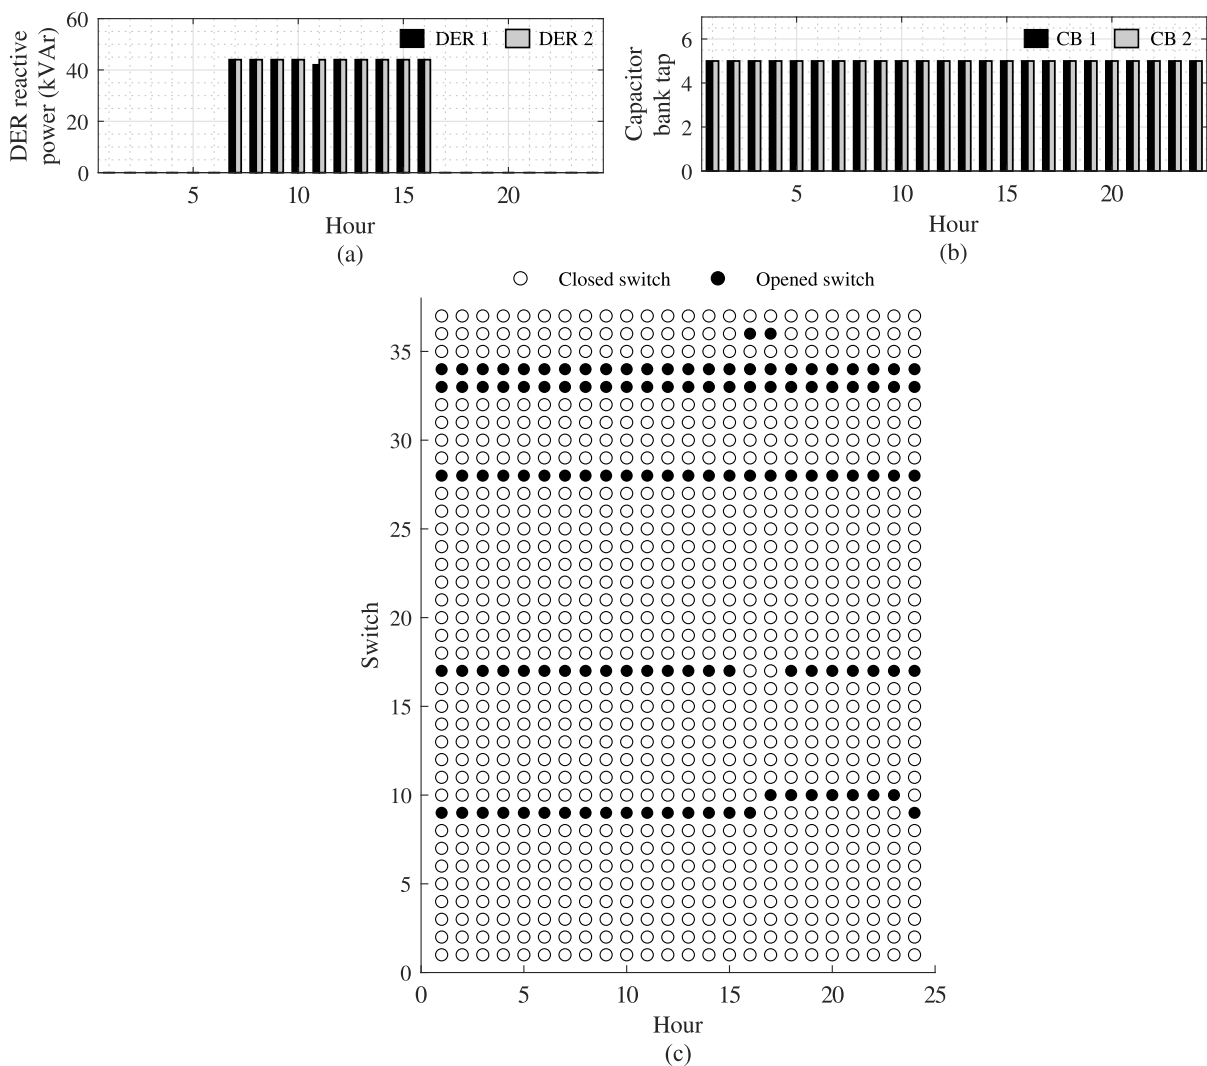 DER reactive
power (kVAr)
60
40
20
0
DER 1
DER 2
5
10
15
20
Hour
(a)
Capacitor
bank tap
6
4
2
0
CB 1
CB 2
5
10
15
20
Hour
(b)
Closed switch
Opened switch
Switch
35
30
25
20
15
10
5
0
0
5
10
15
20
25
Hour
(c)